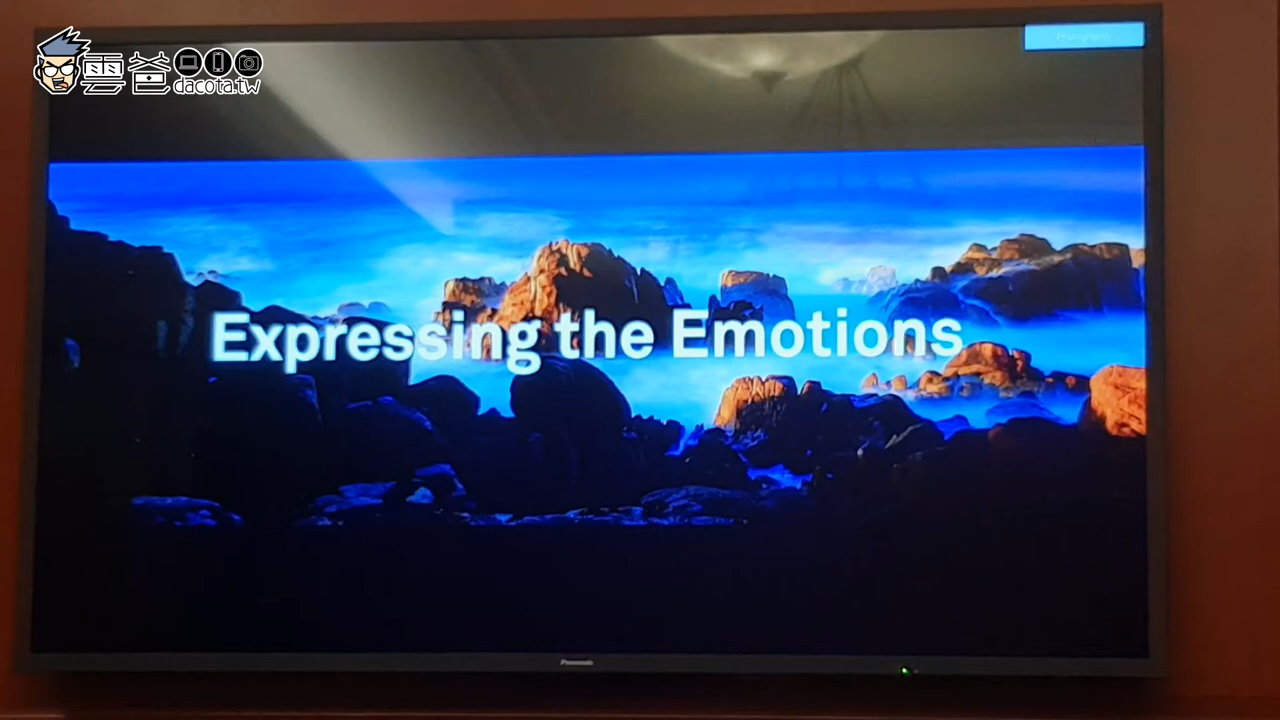 雲爸
dacota.tw
Expressing the Emotions
Panasonic